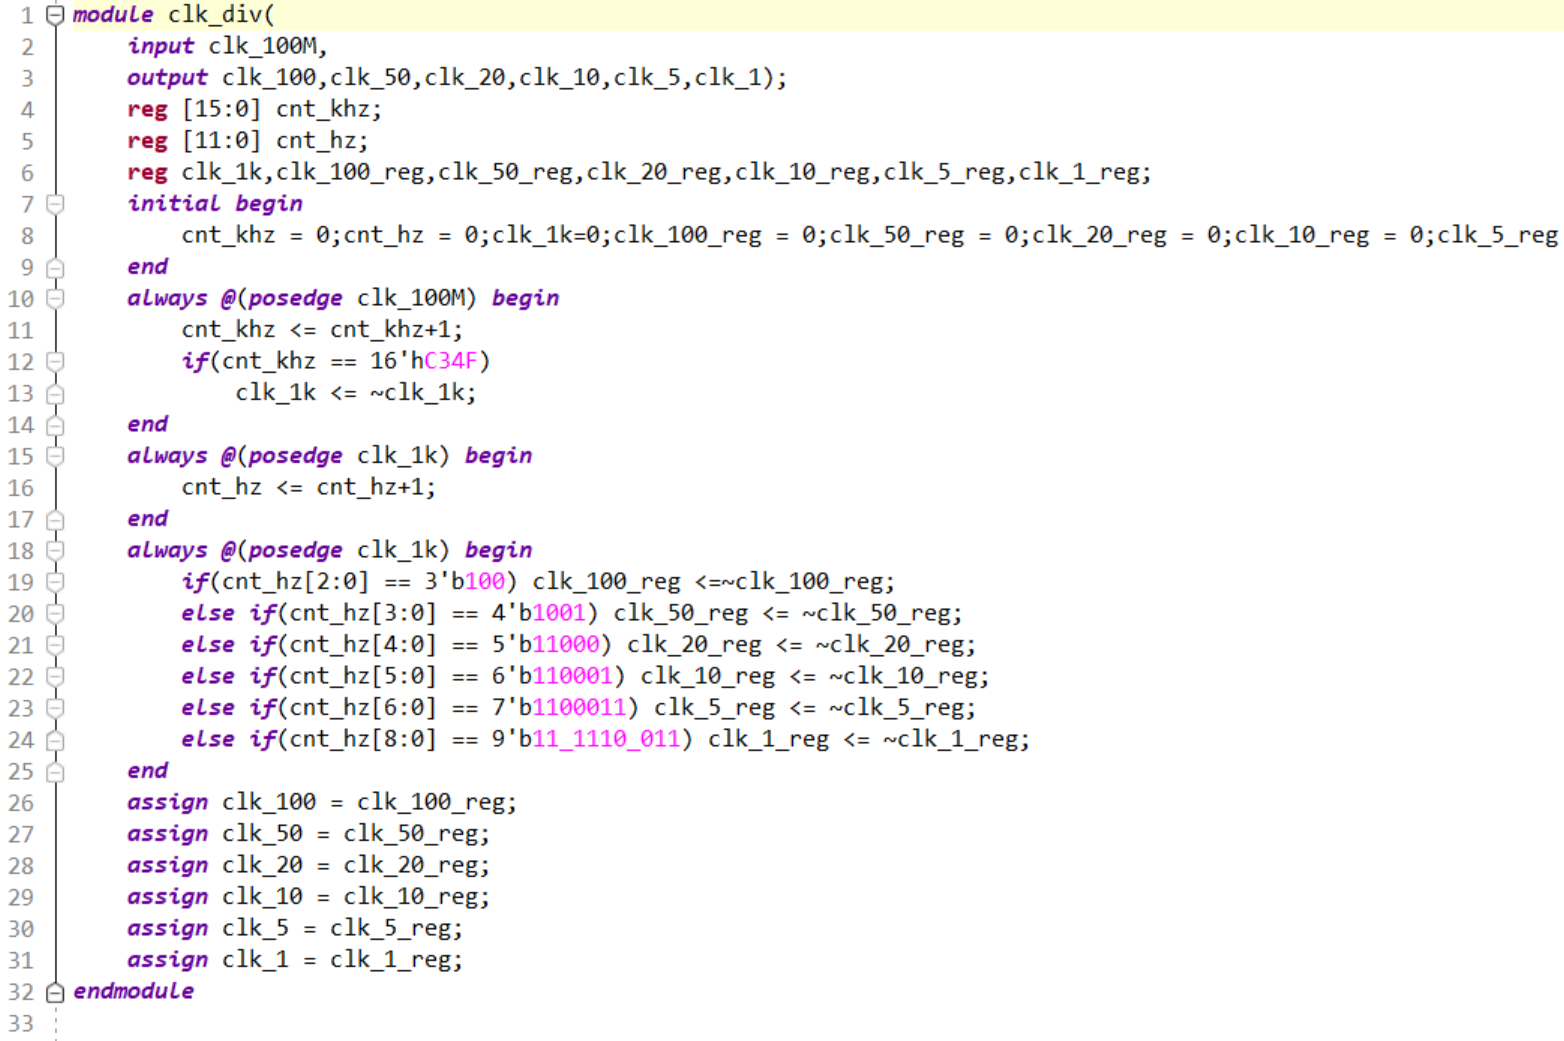 1 module clk_div(
2 input clk_100M,
3 output clk_100,clk_50,clk_20,clk_10,clk_5,clk_1);
4 reg [15:0] cnt_khz;
5 reg [11:0] cnt_hz;
6 reg clk_1k,clk_100_reg,clk_50_reg,clk_20_reg,clk_10_reg,clk_5_reg,clk_1_reg;
7 initial begin
8 cnt_khz = 0;cnt_hz = 0;clk_1k=0;clk_100_reg = 0;clk_50_reg = 0;clk_20_reg = 0;clk_10_reg = 0;clk_5_reg
9 end
10 always @(posedge clk_100M) begin
11 cnt_khz <= cnt_khz+1;
12 if(cnt_khz == 16'hC34F)
13 clk_1k <= ~clk_1k;
14 end
15 always @(posedge clk_1k) begin
16 cnt_hz <= cnt_hz+1;
17 end
18 always @(posedge clk_1k) begin
19 if(cnt_hz[2:0] == 3'b100) clk_100_reg <=~clk_100_reg;
20 else if(cnt_hz[3:0] == 4'b1001) clk_50_reg <= ~clk_50_reg;
21 else if(cnt_hz[4:0] == 5'b11000) clk_20_reg <= ~clk_20_reg;
22 else if(cnt_hz[5:0] == 6'b110001) clk_10_reg <= ~clk_10_reg;
23 else if(cnt_hz[6:0] == 7'b1100011) clk_5_reg <= ~clk_5_reg;
24 else if(cnt_hz[8:0] == 9'b11_1110_011) clk_1_reg <= ~clk_1_reg;
25 end
26 assign clk_100 = clk_100_reg;
27 assign clk_50 = clk_50_reg;
28 assign clk_20 = clk_20_reg;
29 assign clk_10 = clk_10_reg;
30 assign clk_5 = clk_5_reg;
31 assign clk_1 = clk_1_reg;
32 endmodule
33